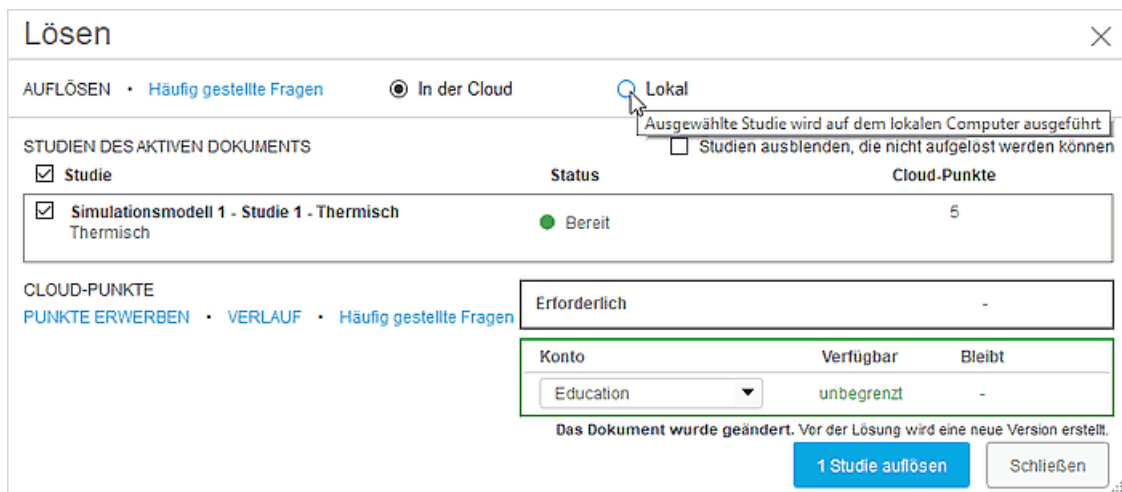 Lösen
AUFLÖSEN • Häufig gestellte Fragen In der Cloud Lokal
Ausgewählte Studie wird auf dem lokalen Computer ausgeführt
STUDIEN DES AKTIVEN DOKUMENTS Studien ausblenden, die nicht aufgelöst werden können
Studie Status Cloud-Punkte
Simulationsmodell 1 - Studie 1 - Thermisch Bereit 5
Thermisch
CLOUD-PUNKTE
PUNKTE ERWERBEN • VERLAUF • Häufig gestellte Fragen
Erforderlich -
Konto Verfügbar Bleibt
Education unbegrenzt -
Das Dokument wurde geändert. Vor der Lösung wird eine neue Version erstellt.
1 Studie auflösen Schließen